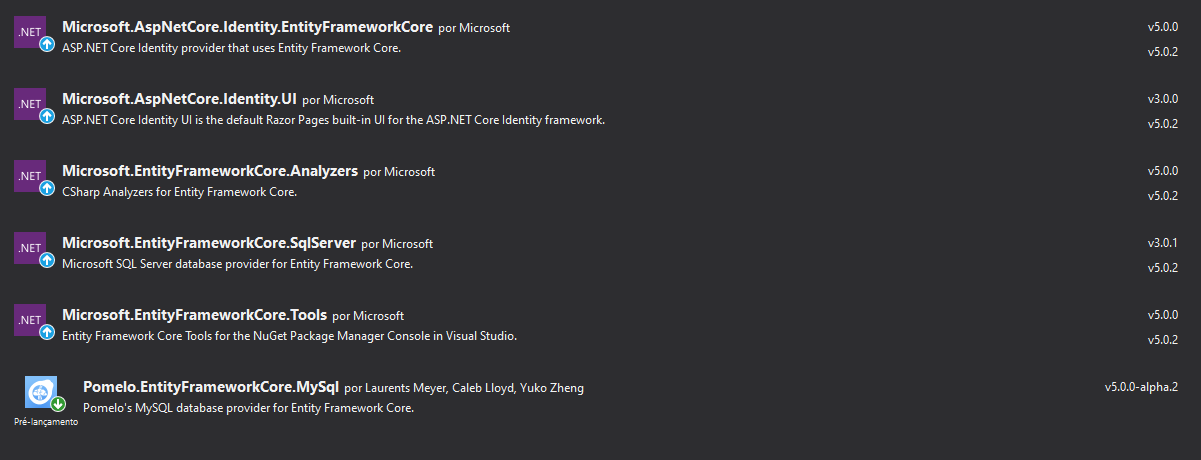 .NET Microsoft.AspNetCore.Identity.EntityFrameworkCore por Microsoft v5.0.0
ASP.NET Core Identity provider that uses Entity Framework Core. v5.0.2
.NET Microsoft.AspNetCore.Identity.UI por Microsoft v3.0.0
ASP.NET Core Identity UI is the default Razor Pages built-in UI for the ASP.NET Core Identity framework. v5.0.2
.NET Microsoft.EntityFrameworkCore.Analyzers por Microsoft v5.0.0
CSharp Analyzers for Entity Framework Core. v5.0.2
.NET Microsoft.EntityFrameworkCore.SqlServer por Microsoft v3.0.1
Microsoft SQL Server database provider for Entity Framework Core. v5.0.2
.NET Microsoft.EntityFrameworkCore.Tools por Microsoft v5.0.0
Entity Framework Core Tools for the NuGet Package Manager Console in Visual Studio. v5.0.2
Pomelo.EntityFrameworkCore.MySql por Laurents Meyer, Caleb Lloyd, Yuko Zheng v5.0.0-alpha.2
Pomelo's MySQL database provider for Entity Framework Core.
Pré-lançamento